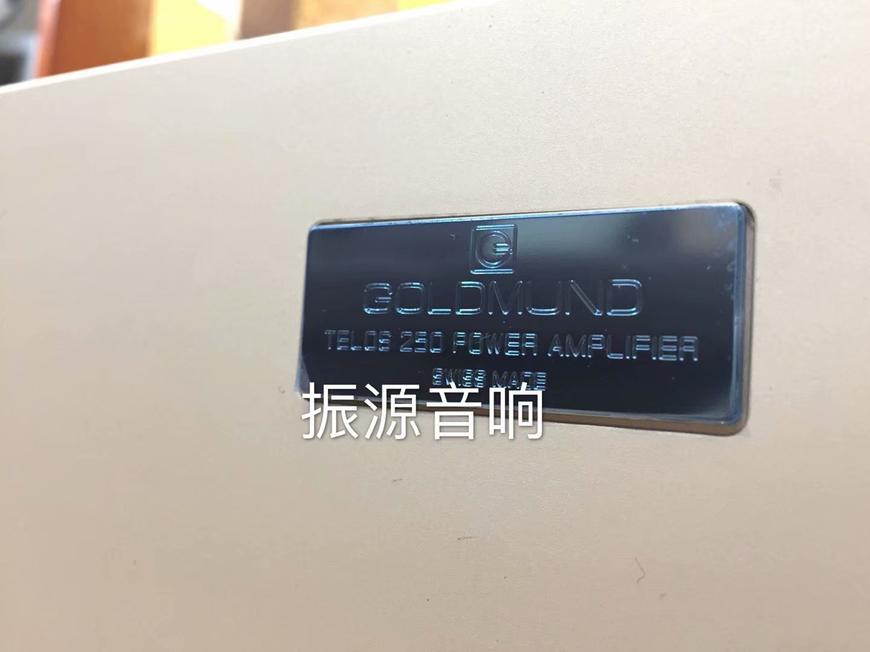 GOLDMUND
TELOS 250 POWER AMPLIFIER
SWISS MADE
振源音响